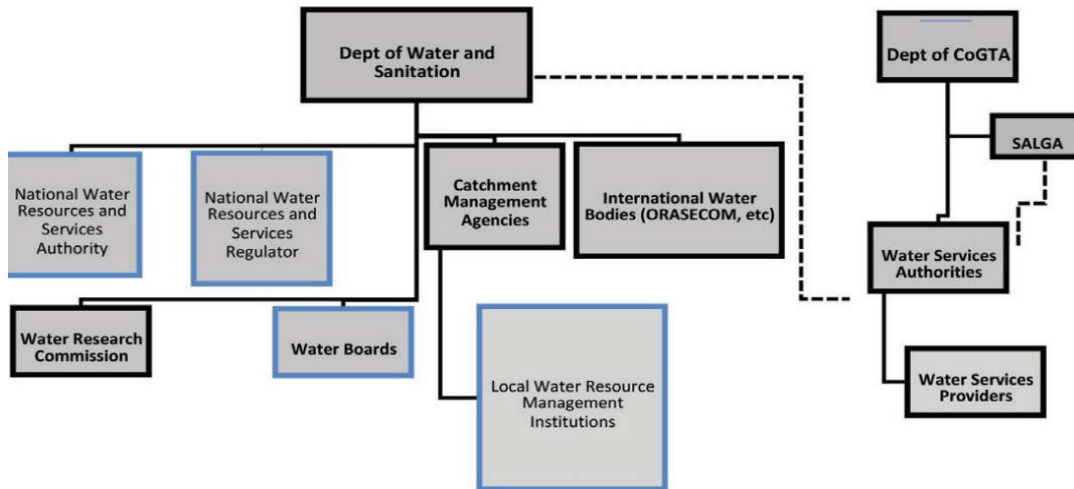 Dept of Water and
Sanitation
Dept of CoGTA
SALGA
National Water
Resources and
Services
Authority
National Water
Resources and
Services
Regulator
Catchment
Management
Agencies
International Water
Bodies (ORASECOM, etc)
Water Services
Authorities
Water Research
Commission
Water Boards
Local Water Resource
Management
Institutions
Water Services
Providers